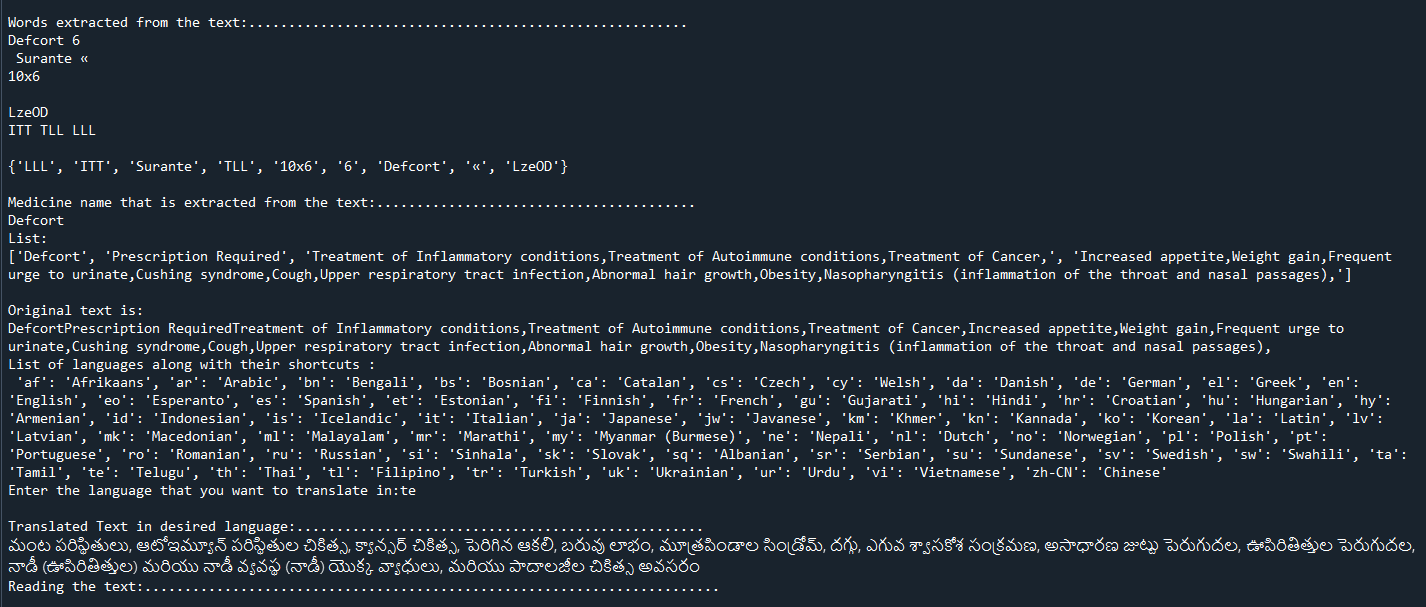 Words extracted from the text:.......................................................
Defcort 6
Surante «
10x6
LzeOD
ITT TLL LLL
{'LLL', 'ITT', 'Surante', 'TLL', '10x6', '6', 'Defcort', '«', 'LzeOD'}
Medicine name that is extracted from the text:........................................
Defcort
List:
['Defcort', 'Prescription Required', 'Treatment of Inflammatory conditions,Treatment of Autoimmune conditions,Treatment of Cancer,', 'Increased appetite,Weight gain,Frequent
urge to urinate,Cushing syndrome,Cough,Upper respiratory tract infection,Abnormal hair growth,Obesity,Nasopharyngitis (inflammation of the throat and nasal passages),']
Original text is:
DefcortPrescription RequiredTreatment of Inflammatory conditions,Treatment of Autoimmune conditions,Treatment of Cancer,Increased appetite,Weight gain,Frequent urge to
urinate,Cushing syndrome,Cough,Upper respiratory tract infection,Abnormal hair growth,Obesity,Nasopharyngitis (inflammation of the throat and nasal passages),
List of languages along with their shortcuts :
'af': 'Afrikaans', 'ar': 'Arabic', 'bn': 'Bengali', 'bs': 'Bosnian', 'ca': 'Catalan', 'cs': 'Czech', 'cy': 'Welsh', 'da': 'Danish', 'de': 'German', 'el': 'Greek', 'en':
'English', 'eo': 'Esperanto', 'es': 'Spanish', 'et': 'Estonian', 'fi': 'Finnish', 'fr': 'French', 'gu': 'Gujarati', 'hi': 'Hindi', 'hr': 'Croatian', 'hu': 'Hungarian', 'hy':
'Armenian', 'id': 'Indonesian', 'is': 'Icelandic', 'it': 'Italian', 'ja': 'Japanese', 'jw': 'Javanese', 'km': 'Khmer', 'kn': 'Kannada', 'ko': 'Korean', 'la': 'Latin', 'lv':
'Latvian', 'mk': 'Macedonian', 'ml': 'Malayalam', 'mr': 'Marathi', 'my': 'Myanmar (Burmese)', 'ne': 'Nepali', 'nl': 'Dutch', 'no': 'Norwegian', 'pl': 'Polish', 'pt':
'Portuguese', 'ro': 'Romanian', 'ru': 'Russian', 'si': 'Sinhala', 'sk': 'Slovak', 'sq': 'Albanian', 'sr': 'Serbian', 'su': 'Sundanese', 'sv': 'Swedish', 'sw': 'Swahili', 'ta':
'Tamil', 'te': 'Telugu', 'th': 'Thai', 'tl': 'Filipino', 'tr': 'Turkish', 'uk': 'Ukrainian', 'ur': 'Urdu', 'vi': 'Vietnamese', 'zh-CN': 'Chinese'
Enter the language that you want to translate in:te
Translated Text in desired language:...................................................
మంట పరిస్థితులు, ఆటోఇమ్యూన్ పరిస్థితుల చికిత్స, క్యాన్సర్ చికిత్స, పెరిగిన ఆకలి, బరువు లాభం, మూత్రపిండాల సిండ్రోమ్, దగ్గు, ఎగువ శ్వాసకోశ సంక్రమణ, అసాధారణ జుట్టు పెరుగుదల, ఊపిరితిత్తుల పెరుగుదల,
నాడీ (ఊపిరితిత్తుల) మరియు నాడీ వ్యవస్థ (నాడీ) యొక్క వ్యాధులు, మరియు పాదాలజీల చికిత్స అవసరం
Reading the text:........................................................................